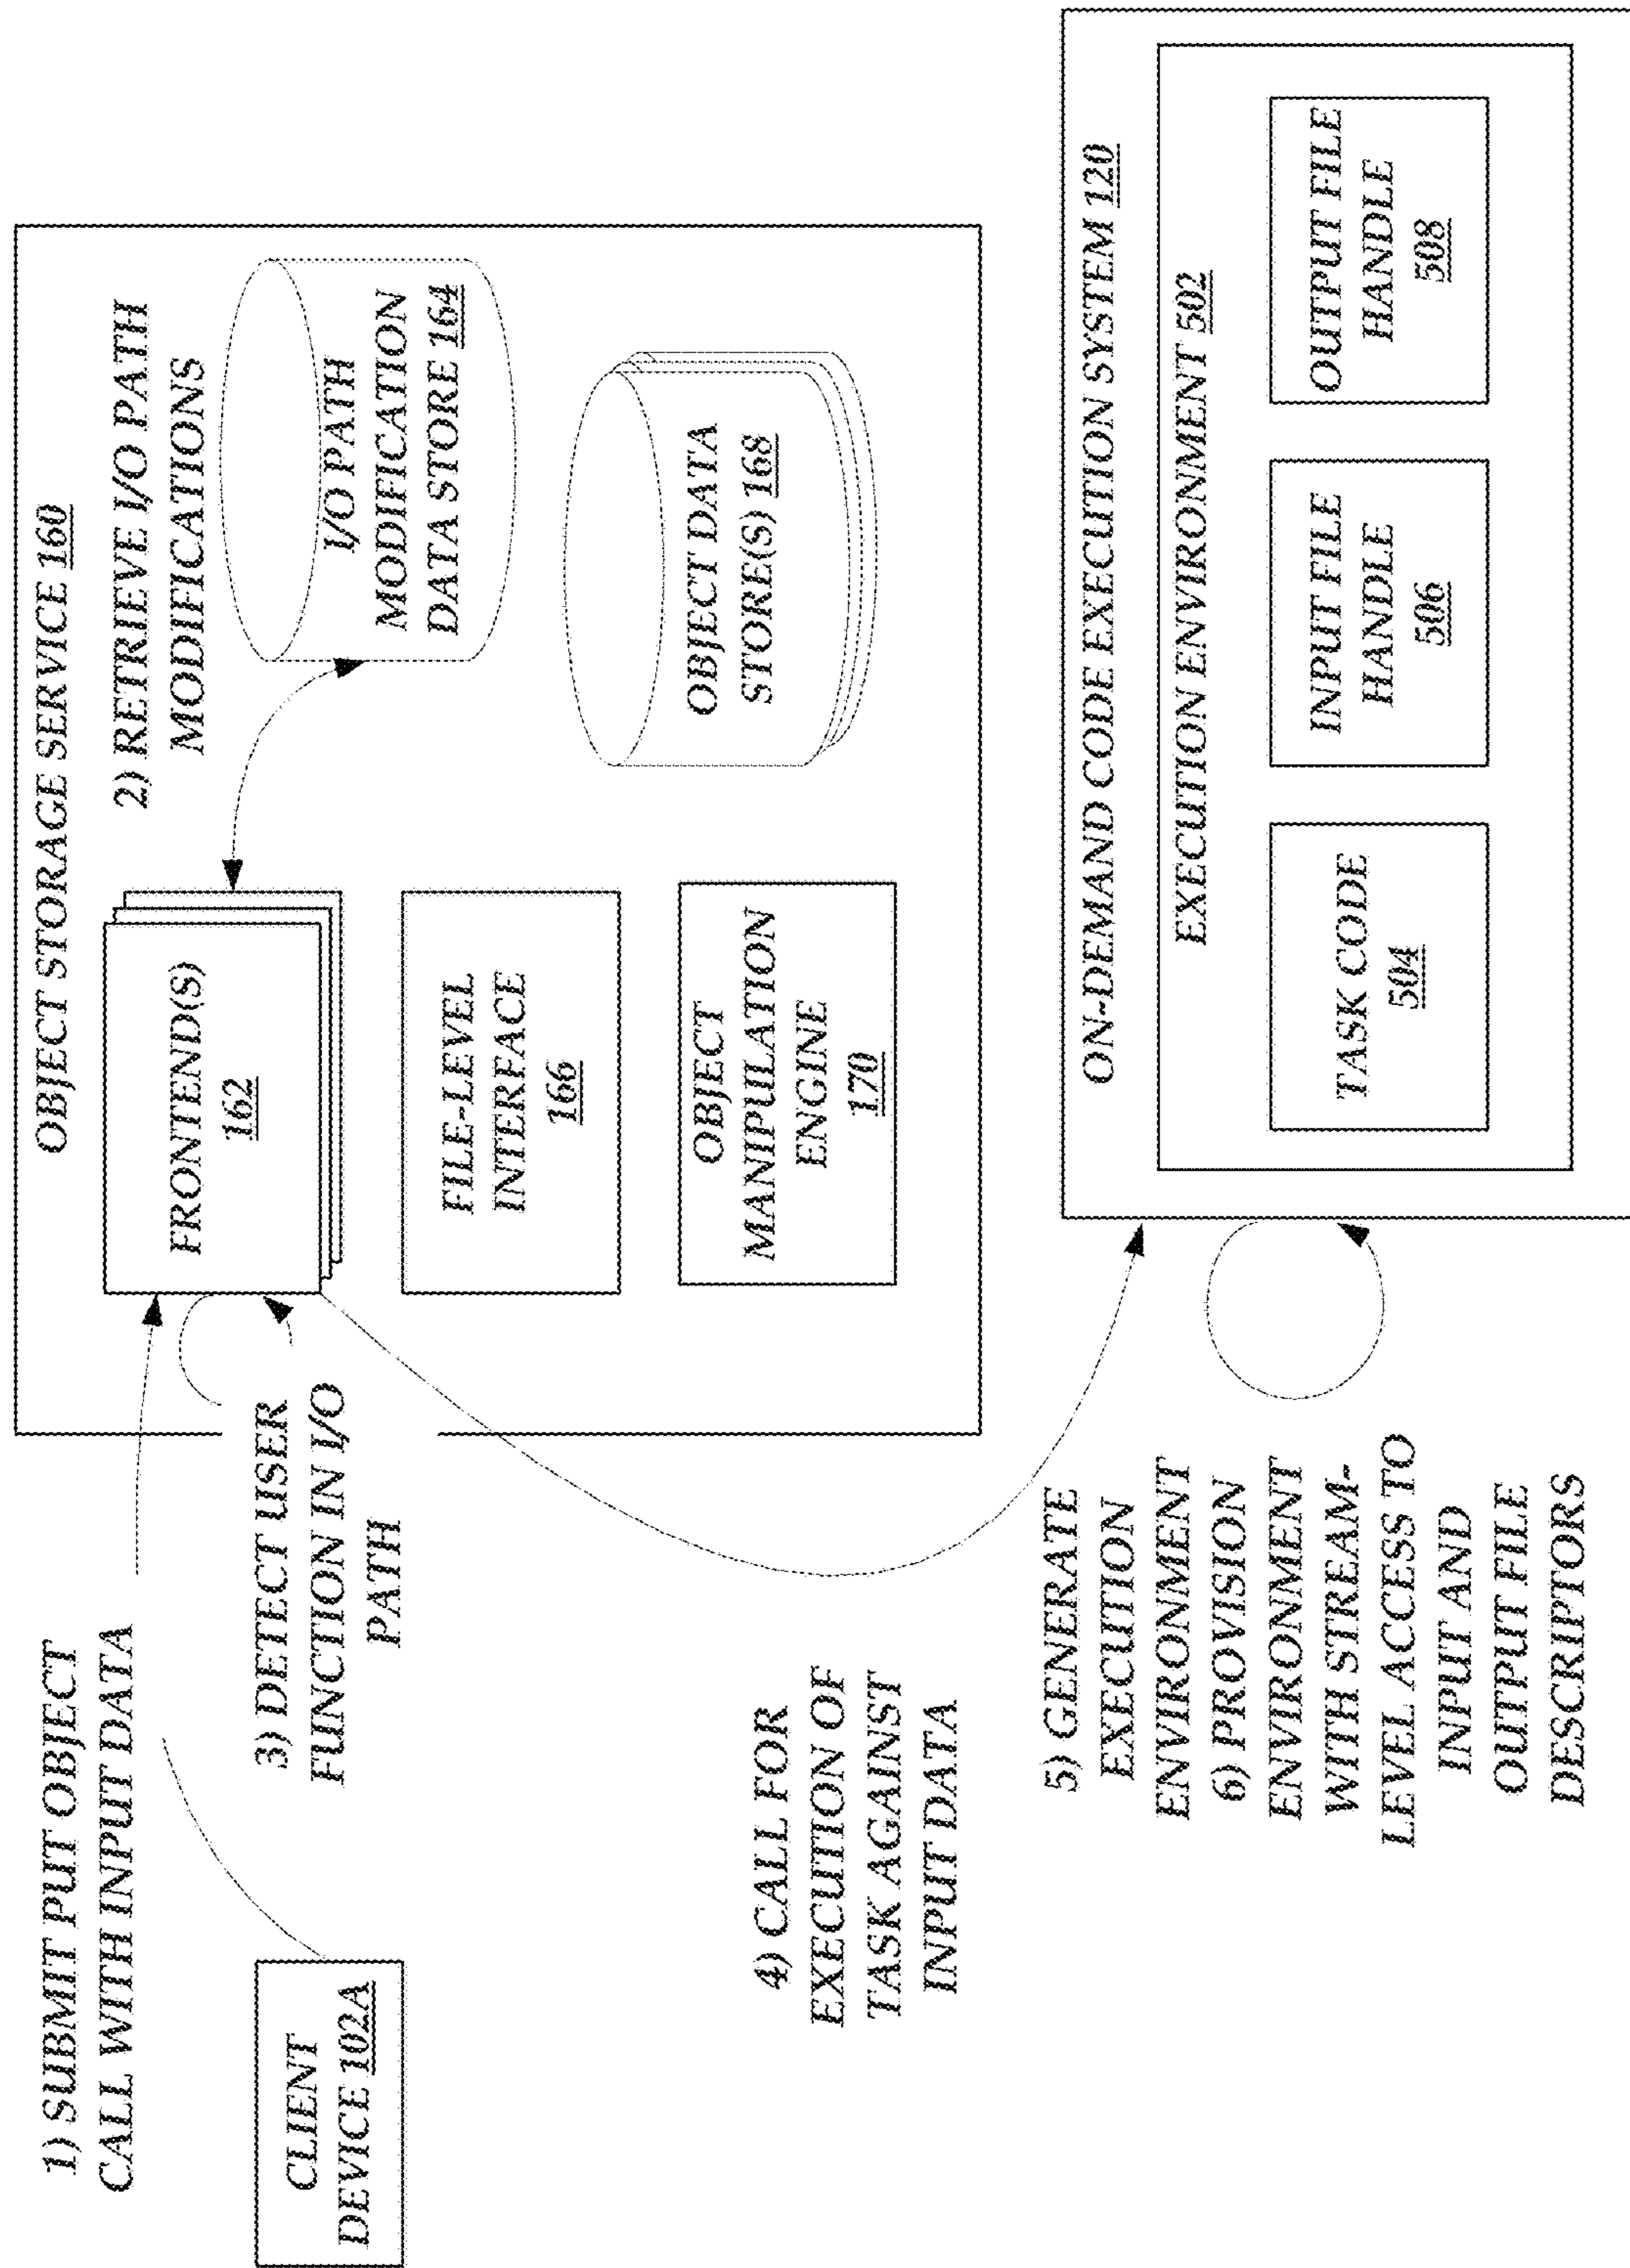 1) SUBMIT PUT OBJECT
CALL WITH INPUT DATA
CLIENT
DEVICE 102A
OBJECT STORAGE SERVICE 160
FRONTEND(S)
162
2) RETRIEVE I/O PATH
MODIFICATIONS
I/O PATH
MODIFICATION
DATA STORE 164
3) DETECT USER
FUNCTION IN I/O
PATH
FILE-LEVEL
INTERFACE
166
OBJECT DATA
STORE(S) 168
OBJECT
MANIPULATION
ENGINE
170
4) CALL FOR
EXECUTION OF
TASK AGAINST
INPUT DATA
5) GENERATE
EXECUTION
ENVIRONMENT
6) PROVISION
ENVIRONMENT
WITH STREAM-
LEVEL ACCESS TO
INPUT AND
OUTPUT FILE
DESCRIPTORS
ON-DEMAND CODE EXECUTION SYSTEM 120
EXECUTION ENVIRONMENT 502
TASK CODE
504
INPUT FILE
HANDLE
506
OUTPUT FILE
HANDLE
508